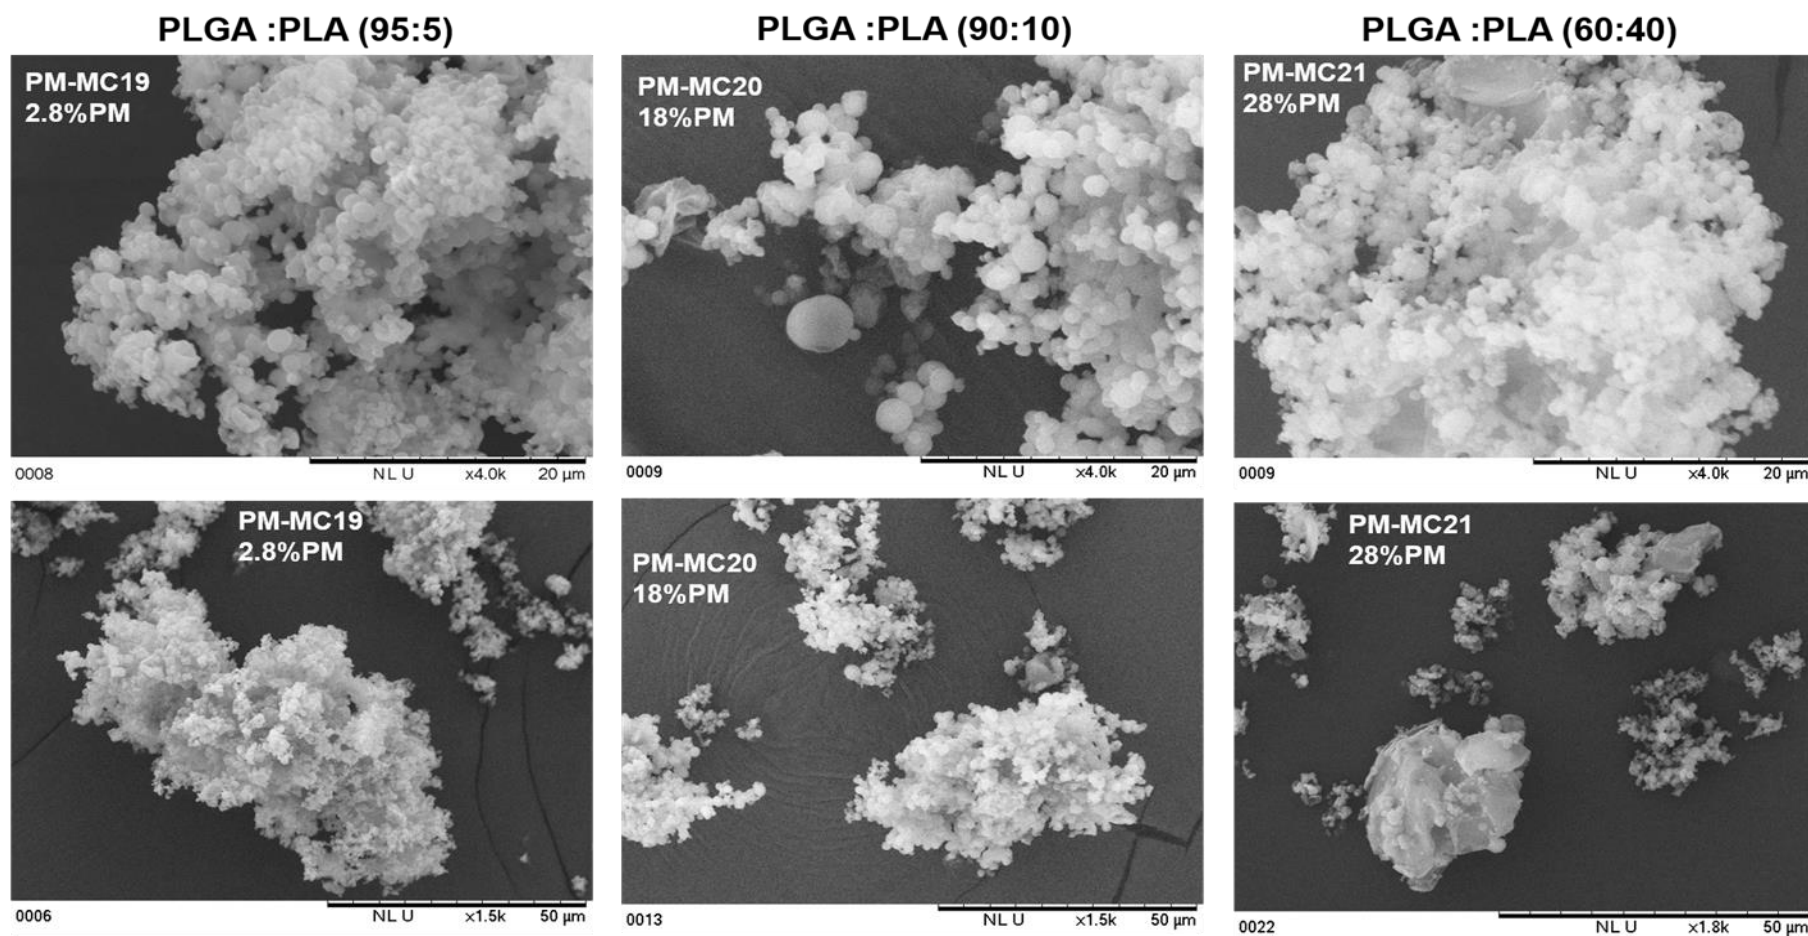 PLGA :PLA (95:5)
PLGA :PLA (90:10)
PLGA :PLA (60:40)
PM-MC19
2.8%PM
PM-MC20
18%PM
PM-MC21
28%PM
0008 NL U x4.0k 20 µm
0009 NL U x4.0k 20 µm
0009 NL U x4.0k 20 µm
PM-MC19
2.8%PM
PM-MC20
18%PM
PM-MC21
28%PM
0006 NL U x1.5k 50 µm
0013 NL U x1.5k 50 µm
0022 NL U x1.8k 50 µm